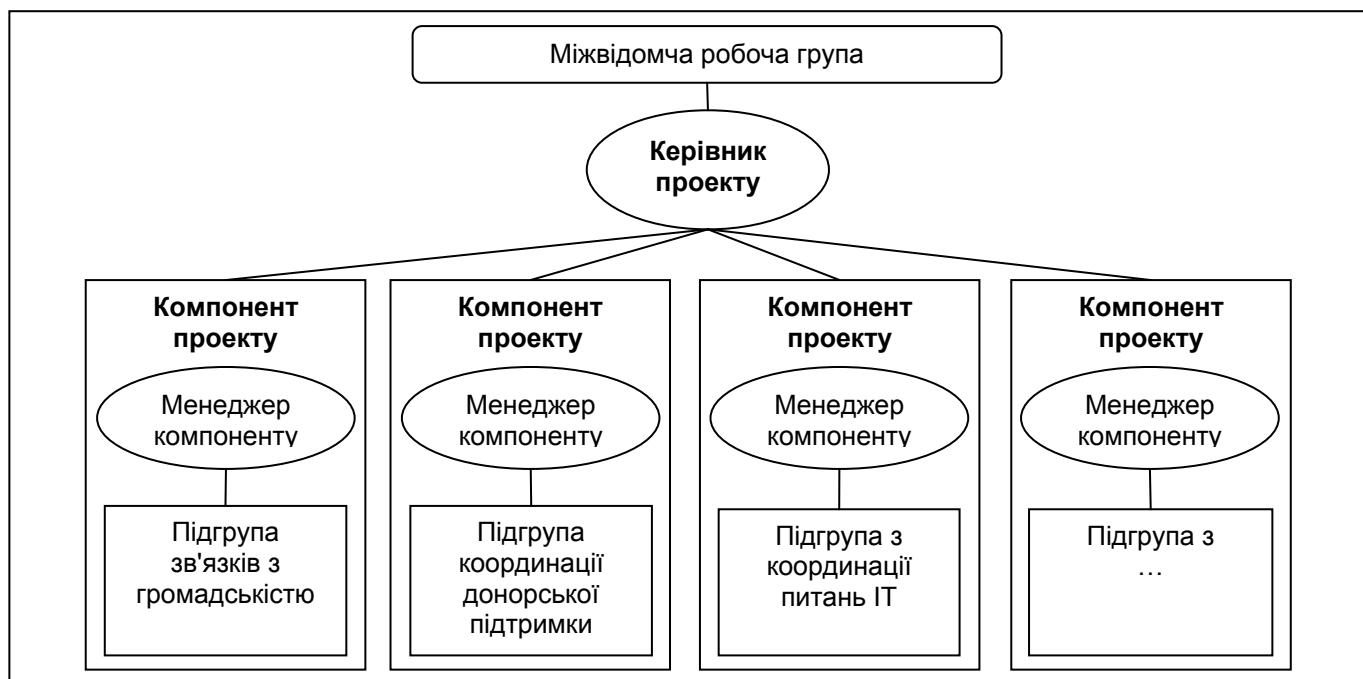 Міжвідомча робоча група
Керівник
проекту
Компонент
проекту
Менеджер
компоненту
Підгрупа
зв'язків з
громадськістю
Компонент
проекту
Менеджер
компоненту
Підгрупа
координації
донорської
підтримки
Компонент
проекту
Менеджер
компоненту
Підгрупа з
координації
питань ІТ
Компонент
проекту
Менеджер
компоненту
Підгрупа з
…